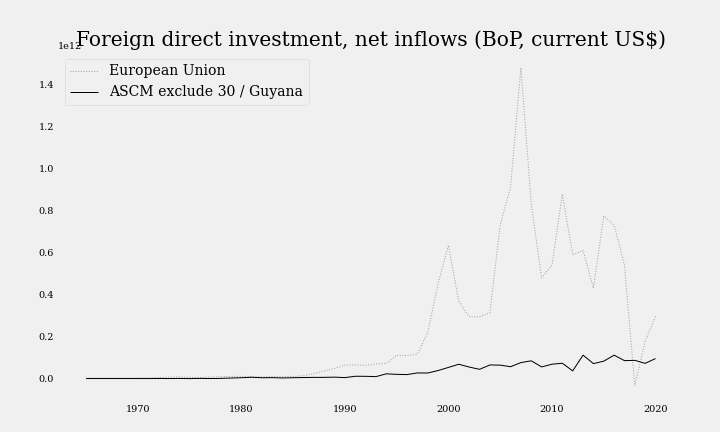 Foreign direct investment, net inflows (BoP, current US$)
1e12
European Union
ASCM exclude 30 / Guyana
1.4
1.2
1.0
0.8
0.6
0.4
0.2
0.0
1970 1980 1990 2000 2010 2020